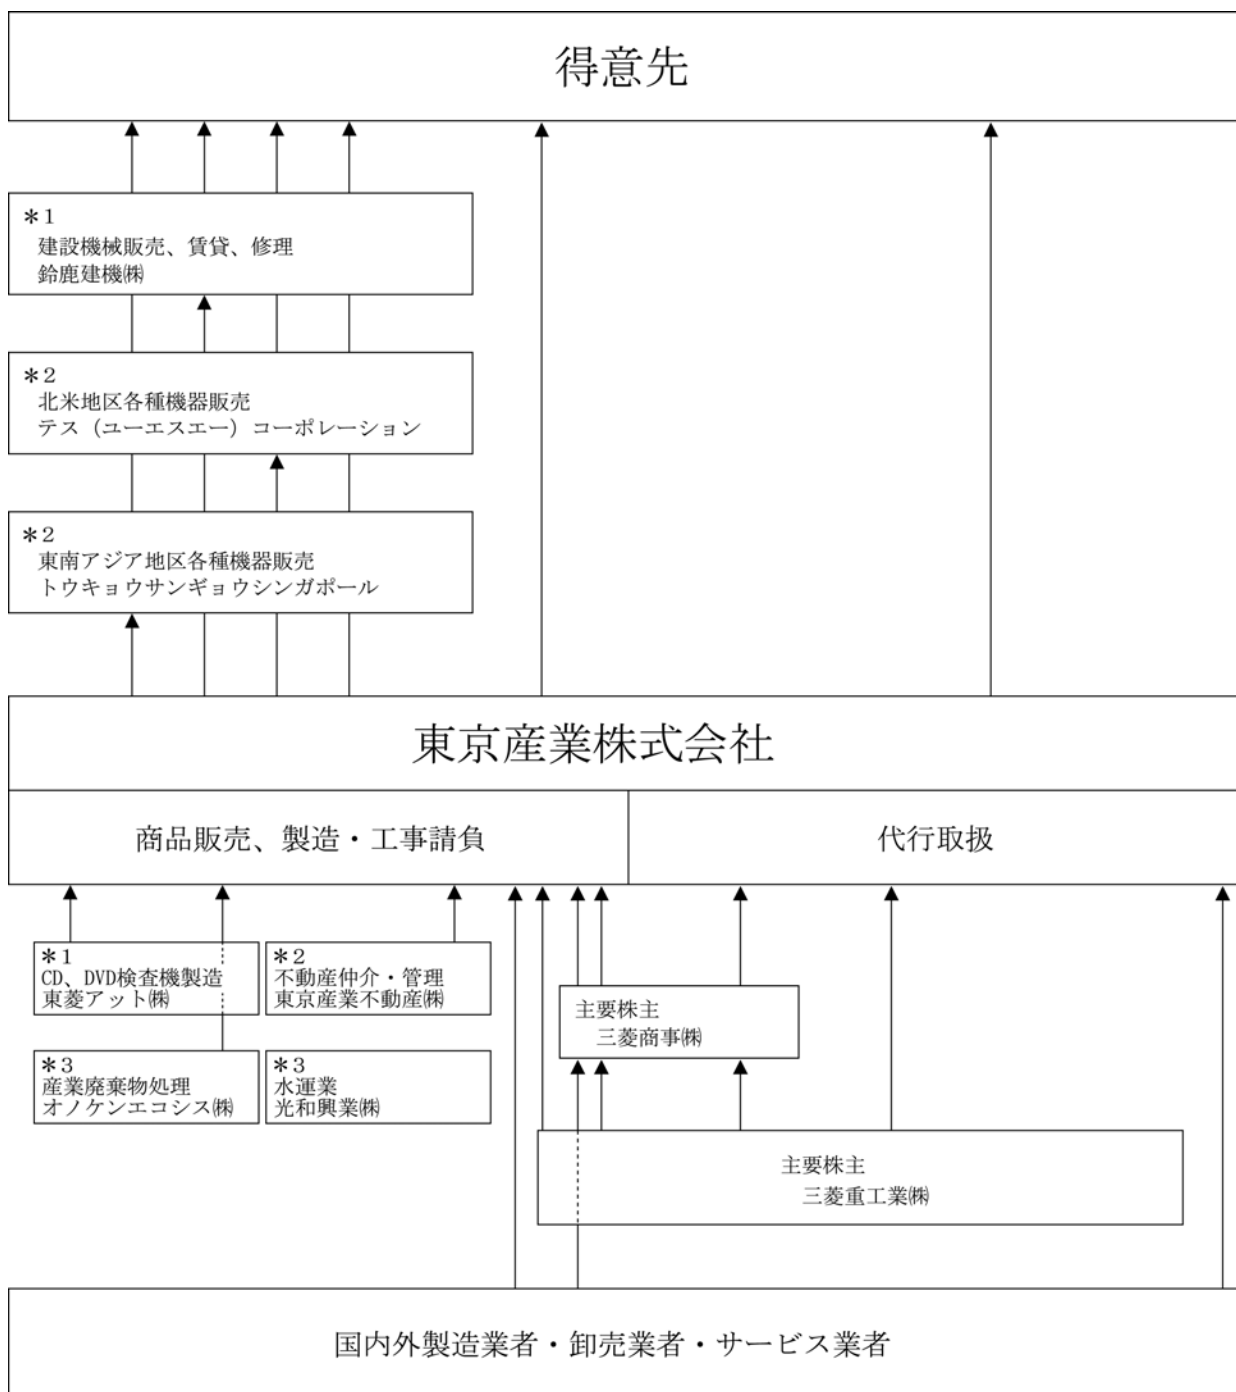 得意先
＊1
建設機械販売、賃貸、修理
鈴鹿建機㈱
＊2
北米地区各種機器販売
テス（ユーエスエー）コーポレーション
＊2
東南アジア地区各種機器販売
トウキョウサンギョウシンガポール
東京産業株式会社
商品販売、製造・工事請負
代行取扱
＊1
CD、DVD検査機製造
東菱アット㈱
＊2
不動産仲介・管理
東京産業不動産㈱
＊3
産業廃棄物処理
オノケンエコシス㈱
＊3
水運業
光和興業㈱
主要株主
三菱商事㈱
主要株主
三菱重工業㈱
国内外製造業者・卸売業者・サービス業者